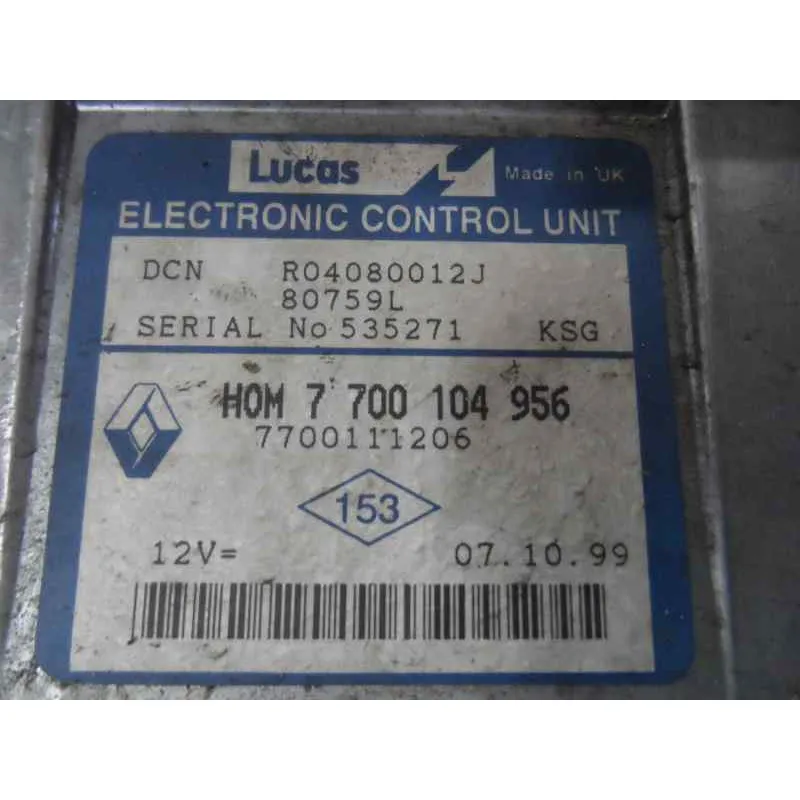 Lucas Made in UK
ELECTRONIC CONTROL UNIT
DCN R04080012J
80759L
SERIAL No 535271 KSG
HOM 7 700 104 956
7700111206
153
12V= 07.10.99